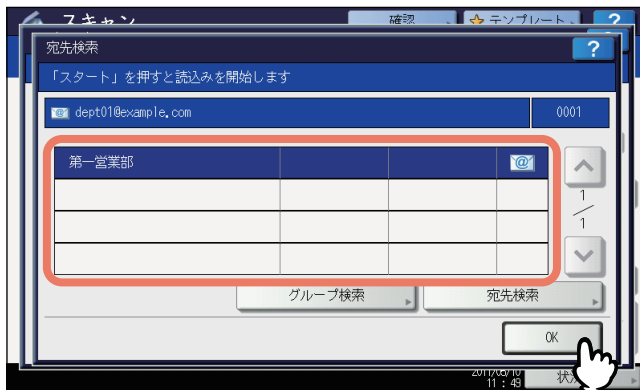 スキャン
確認
テンプレート
?
宛先検索
?
「スタート」を押すと読込みを開始します
dept01@example.com
0001
第一営業部
1
1
グループ検索
宛先検索
OK
11 : 49